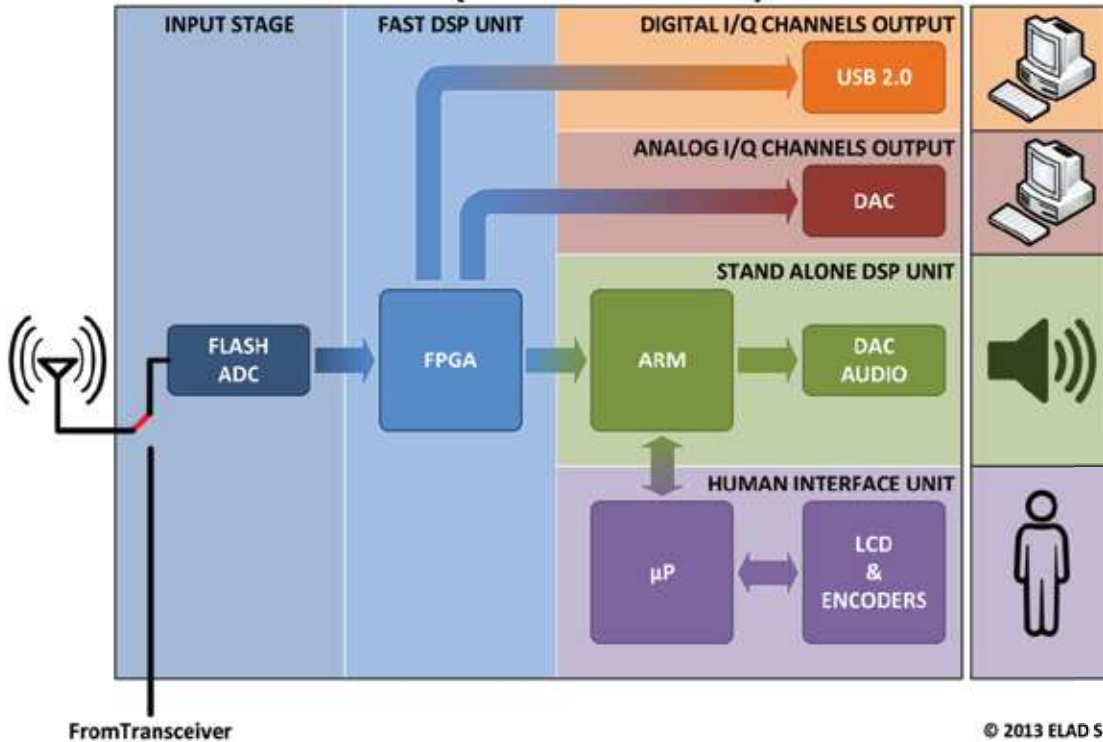 INPUT STAGE
FAST DSP UNIT
DIGITAL I/Q CHANNELS OUTPUT
USB 2.0
ANALOG I/Q CHANNELS OUTPUT
DAC
STAND ALONE DSP UNIT
FLASH
ADC
FPGA
ARM
DAC
AUDIO
HUMAN INTERFACE UNIT
µP
LCD
&
ENCODERS
FromTransceiver
© 2013 ELAD S